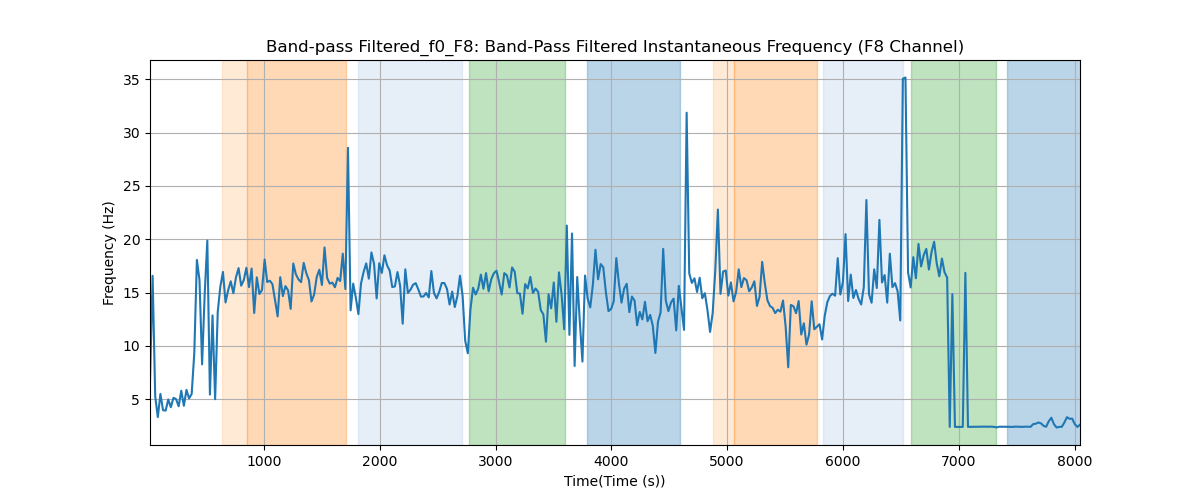 Band-pass Filtered_f0_F8: Band-Pass Filtered Instantaneous Frequency (F8 Channel)
35
30
25
20
15
10
5
Frequency (Hz)
1000 2000 3000 4000 5000 6000 7000 8000
Time(Time (s))